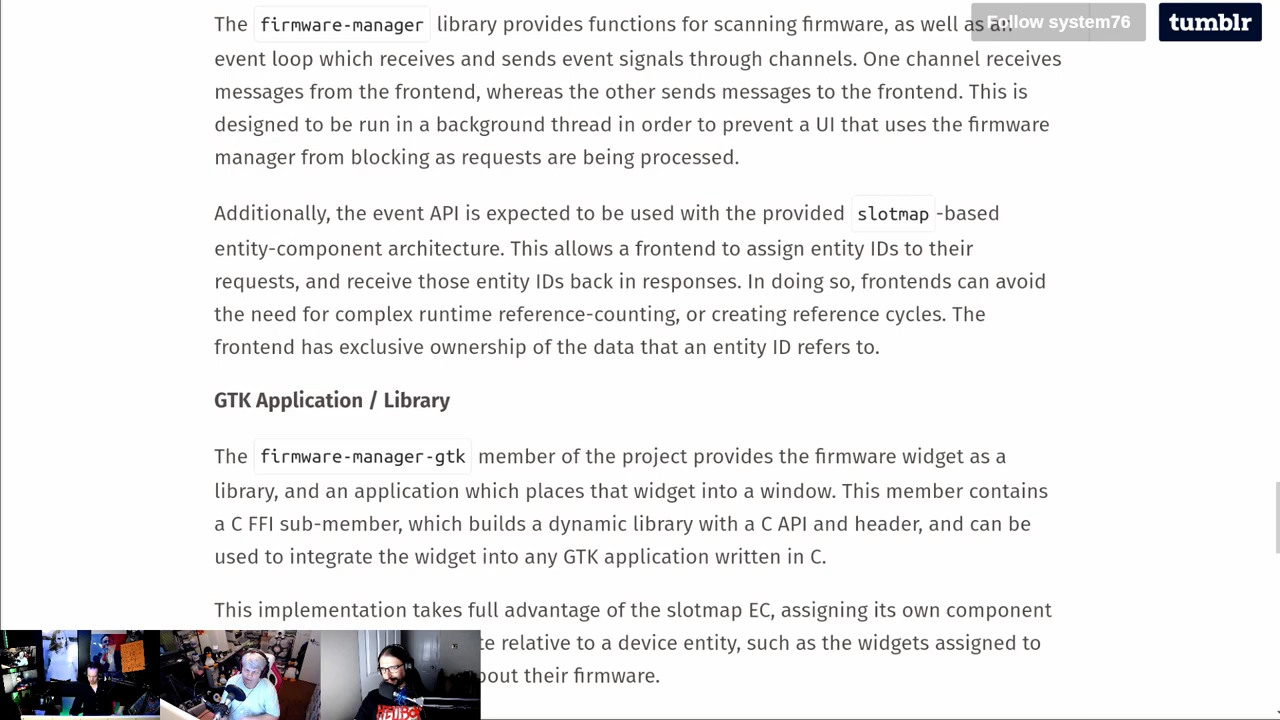 The firmware-manager library provides functions for scanning firmware, as well as an
Follow system76
tumblr
event loop which receives and sends event signals through channels. One channel receives
messages from the frontend, whereas the other sends messages to the frontend. This is
designed to be run in a background thread in order to prevent a UI that uses the firmware
manager from blocking as requests are being processed.
Additionally, the event API is expected to be used with the provided slotmap -based
entity-component architecture. This allows a frontend to assign entity IDs to their
requests, and receive those entity IDs back in responses. In doing so, frontends can avoid
the need for complex runtime reference-counting, or creating reference cycles. The
frontend has exclusive ownership of the data that an entity ID refers to.
GTK Application / Library
The firmware-manager-gtk member of the project provides the firmware widget as a
library, and an application which places that widget into a window. This member contains
a C FFI sub-member, which builds a dynamic library with a C API and header, and can be
used to integrate the widget into any GTK application written in C.
This implementation takes full advantage of the slotmap EC, assigning its own component
relative to a device entity, such as the widgets assigned to
their firmware.